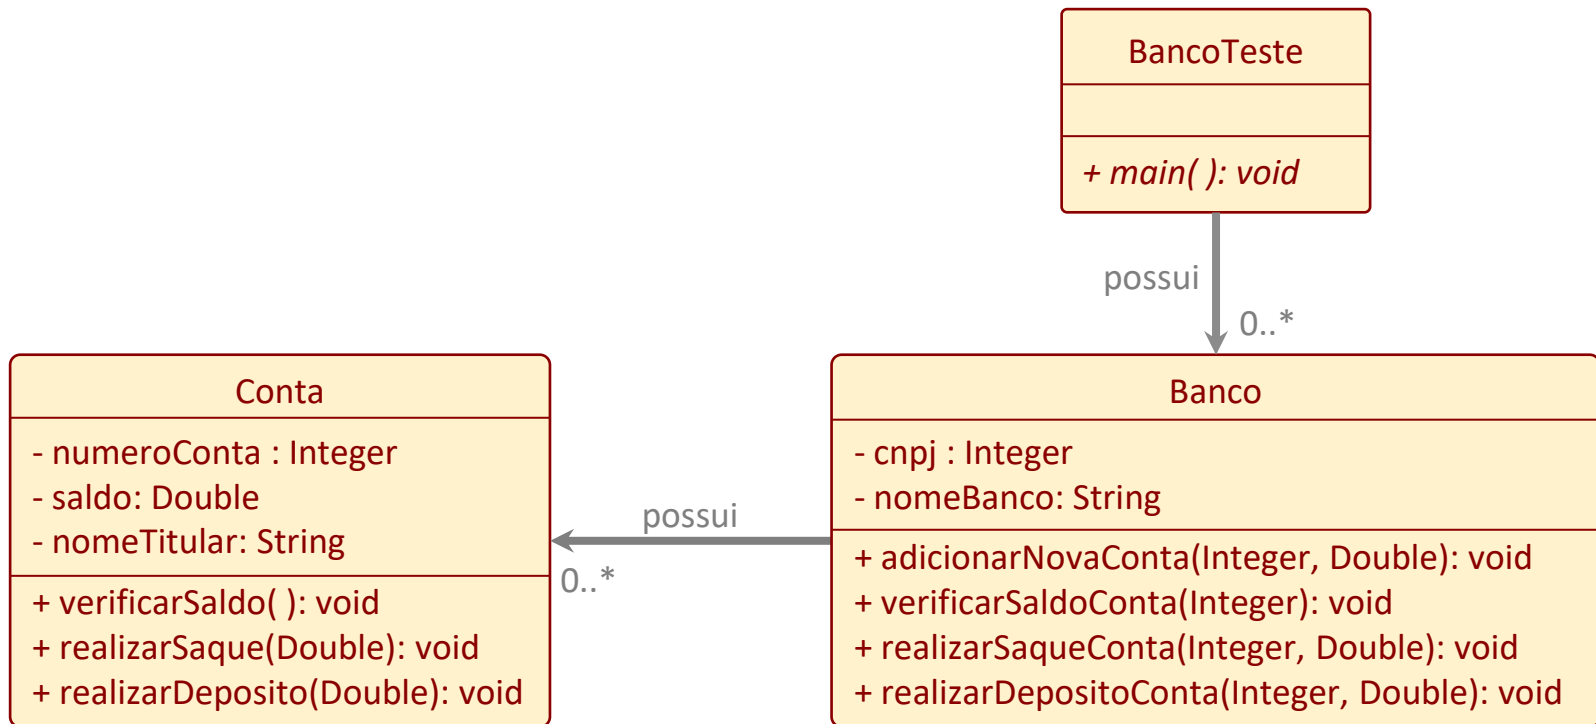 BancoTeste
+ main( ): void
possui
0..*
Conta
- numeroConta : Integer
- saldo: Double
- nomeTitular: String
+ verificarSaldo( ): void
+ realizarSaque(Double): void
+ realizarDeposito(Double): void
possui
0..*
Banco
- cnpj : Integer
- nomeBanco: String
+ adicionarNovaConta(Integer, Double): void
+ verificarSaldoConta(Integer): void
+ realizarSaqueConta(Integer, Double): void
+ realizarDepositoConta(Integer, Double): void